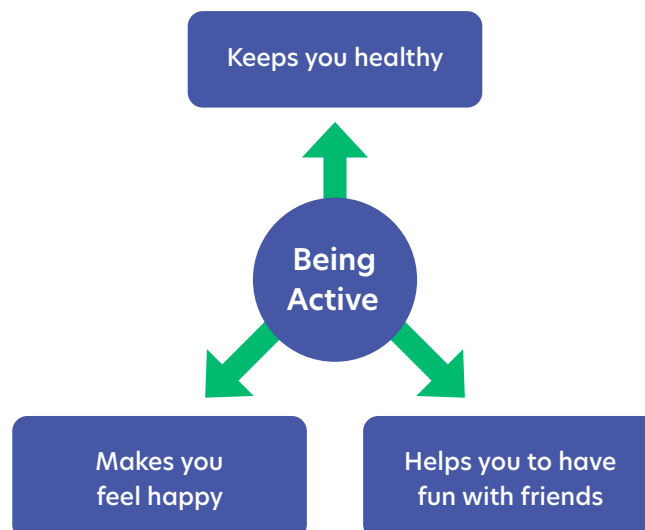 Keeps you healthy
Being
Active
Makes you
feel happy
Helps you to have
fun with friends